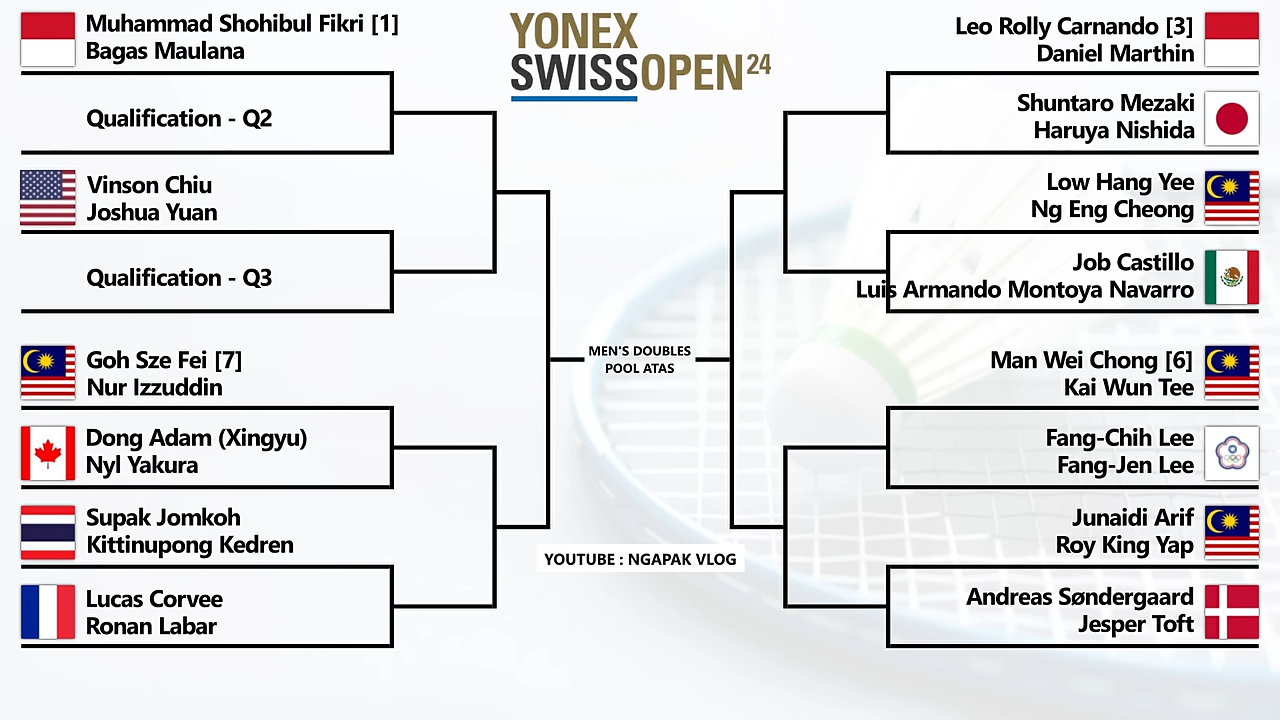 YONEX
SWISSOPEN24
Muhammad Shohibul Fikri [1]
Bagas Maulana
Qualification - Q2
Vinson Chiu
Joshua Yuan
Qualification - Q3
Goh Sze Fei [7]
Nur Izzuddin
Dong Adam (Xingyu)
Nyl Yakura
Supak Jomkoh
Kittinupong Kedren
Lucas Corvee
Ronan Labar
MEN'S DOUBLES
POOL ATAS
YOUTUBE : NGAPAK VLOG
Leo Rolly Carnando [3]
Daniel Marthin
Shuntaro Mezaki
Haruya Nishida
Low Hang Yee
Ng Eng Cheong
Job Castillo
Luis Armando Montoya Navarro
Man Wei Chong [6]
Kai Wun Tee
Fang-Chih Lee
Fang-Jen Lee
Junaidi Arif
Roy King Yap
Andreas Søndergaard
Jesper Toft